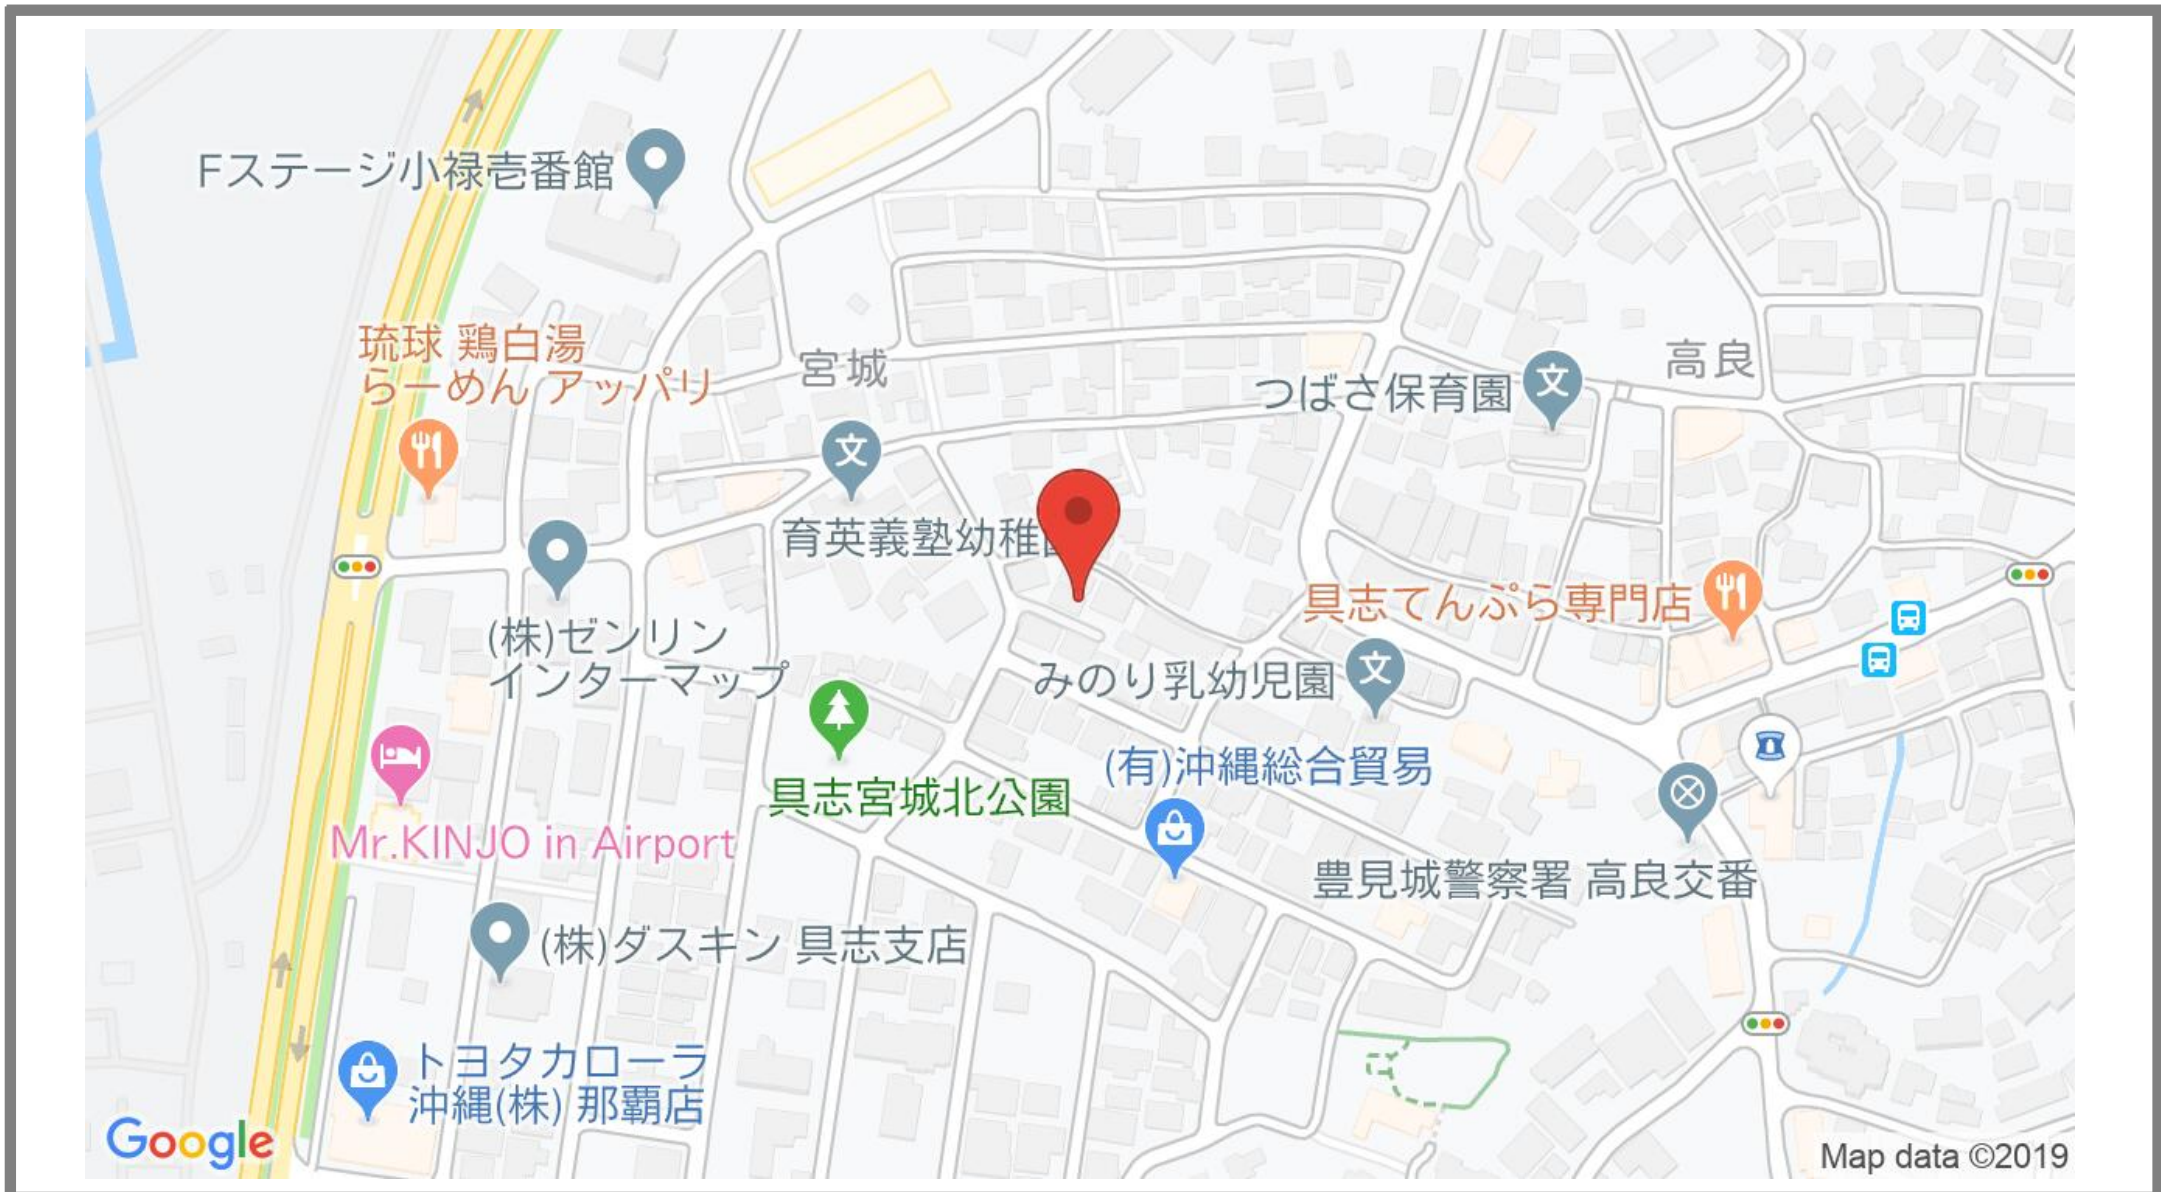 Fステージ小禄壱番館
琉球 鶏白湯
らーめん アッパリ
宮城
高良
つばさ保育園
文
文
育英義塾幼稚
具志てんぷら専門店
(株)ゼンリン
インターマップ
みのり乳幼児園
文
(有)沖縄総合貿易
具志宮城北公園
Mr.KINJO in Airport
豊見城警察署 高良交番
(株)ダスキン 具志支店
トヨタカローラ
沖縄(株) 那覇店
Google
Map data ©2019